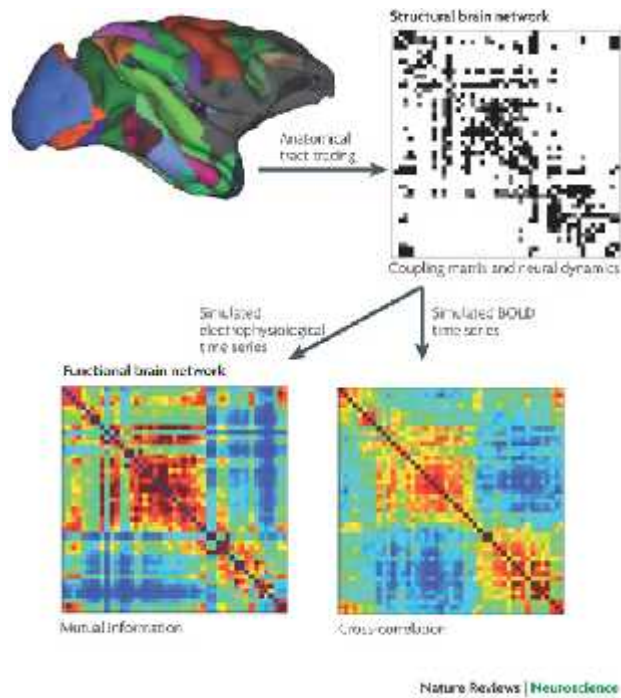 Structural brain network
Anatomical
tract tracing
Coupling matrix and neural dynamics
Simulated
electrophysiological
time series
Simulated BOLD
time series
Functional brain network
Mutual information
Cross-correlation
Nature Reviews | Neuroscience